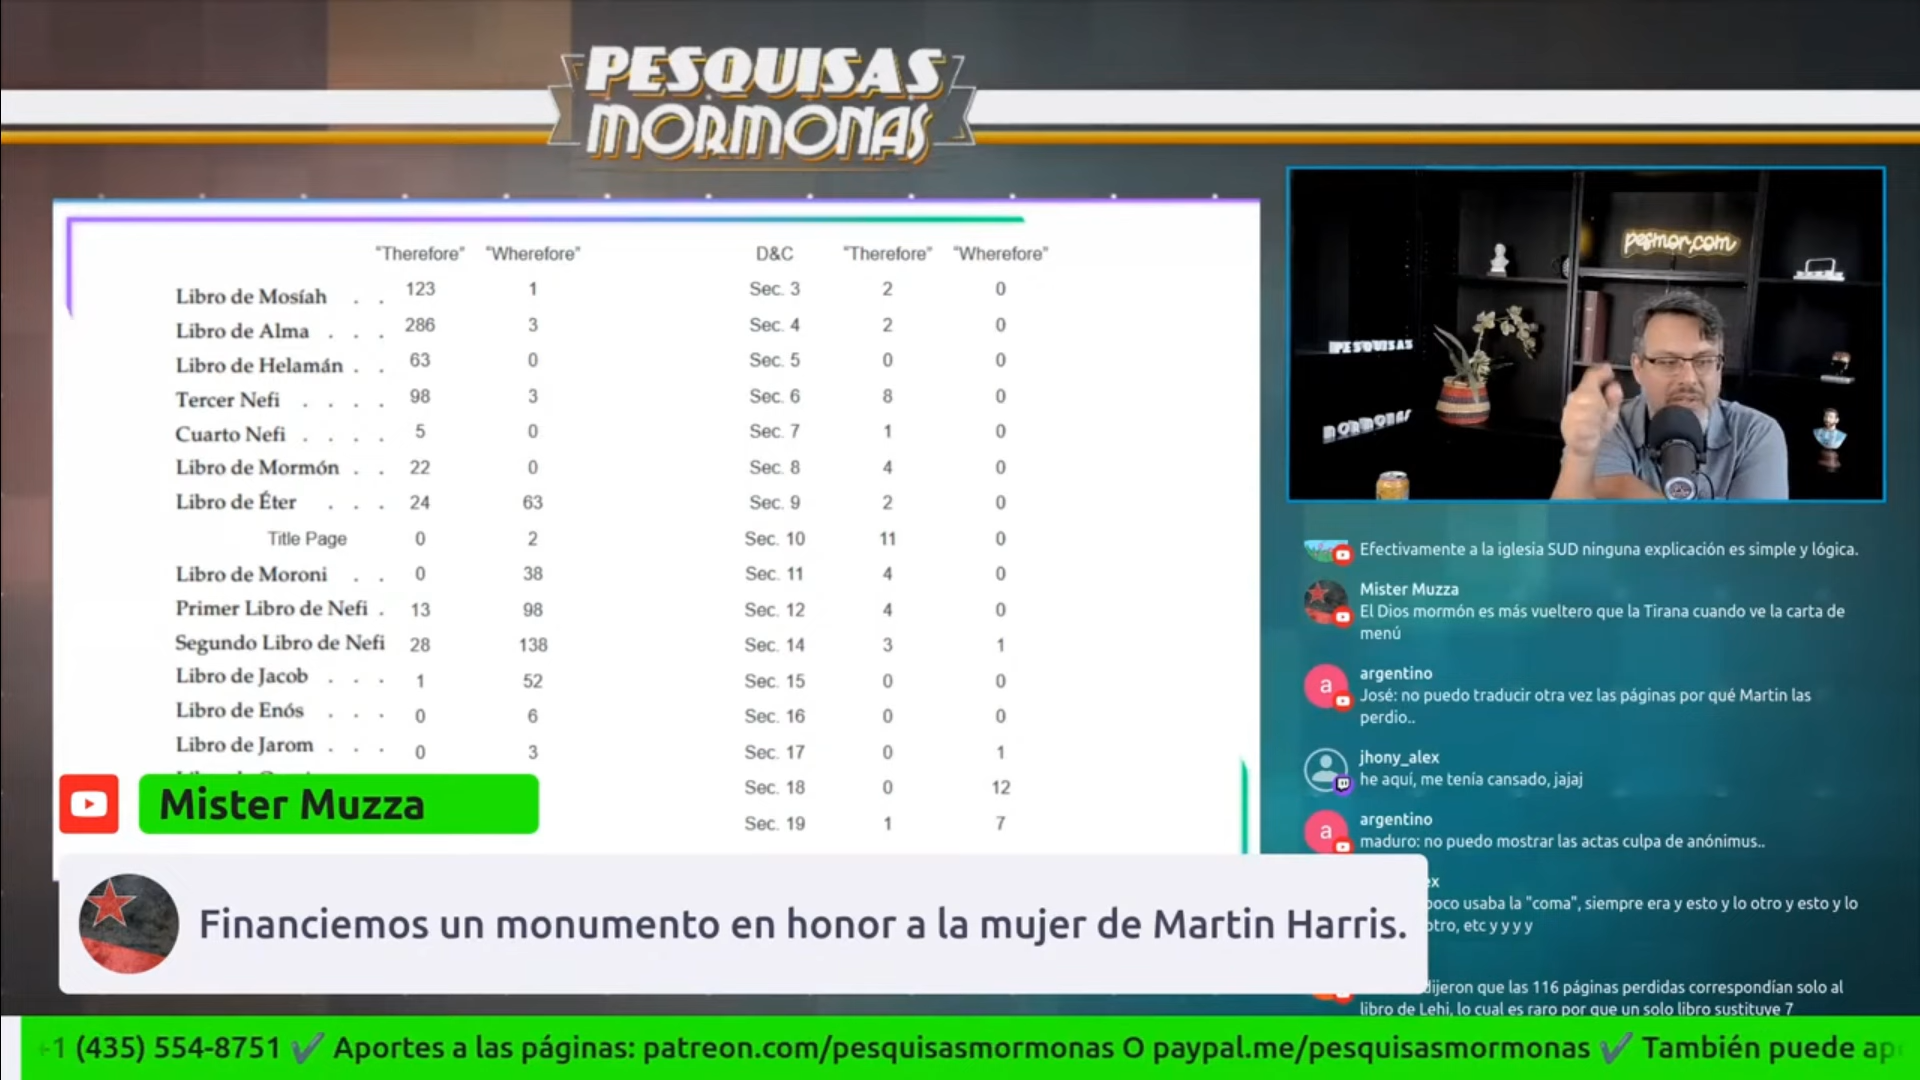 PESQUISAS
MORMONAS
"Therefore" "Wherefore"
Libro de Mosíah . . 123 1
Libro de Alma . . . 286 3
Libro de Helamán . . 63 0
Tercer Nefi . . . . 98 3
Cuarto Nefi . . . . 5 0
Libro de Mormón . . 22 0
Libro de Éter . . . 24 63
Title Page 0 2
Libro de Moroni . . 0 38
Primer Libro de Nefi . 13 98
Segundo Libro de Nefi 28 138
Libro de Jacob . . . 1 52
Libro de Enós . . . 0 6
Libro de Jarom . . . 0 3
D&C "Therefore" "Wherefore"
Sec. 3 2 0
Sec. 4 2 0
Sec. 5 0 0
Sec. 6 8 0
Sec. 7 1 0
Sec. 8 4 0
Sec. 9 2 0
Sec. 10 11 0
Sec. 11 4 0
Sec. 12 4 0
Sec. 14 3 1
Sec. 15 0 0
Sec. 16 0 0
Sec. 17 0 1
Sec. 18 0 12
Sec. 19 1 7
pesmor.com
PESQUISAS
MORMONAS
Efectivamente a la iglesia SUD ninguna explicación es simple y lógica.
Mister Muzza
El Dios mormón es más vueltero que la Tirana cuando ve la carta de
menú
a
argentino
José: no puedo traducir otra vez las páginas por qué Martin las
perdio..
jhony_alex
he aquí, me tenía cansado, jajaj
a
argentino
maduro: no puedo mostrar las actas culpa de anónimus..
ex
poco usaba la "coma", siempre era y esto y lo otro y esto y lo
otro, etc y y y y
dijeron que las 116 páginas perdidas correspondían solo al
libro de Lehi, lo cual es raro por que un solo libro sustituye 7
Mister Muzza
Financiemos un monumento en honor a la mujer de Martin Harris.
+1 (435) 554-8751 ✔ Aportes a las páginas: patreon.com/pesquisasmormonas O paypal.me/pesquisasmormonas ✔ También puede ap